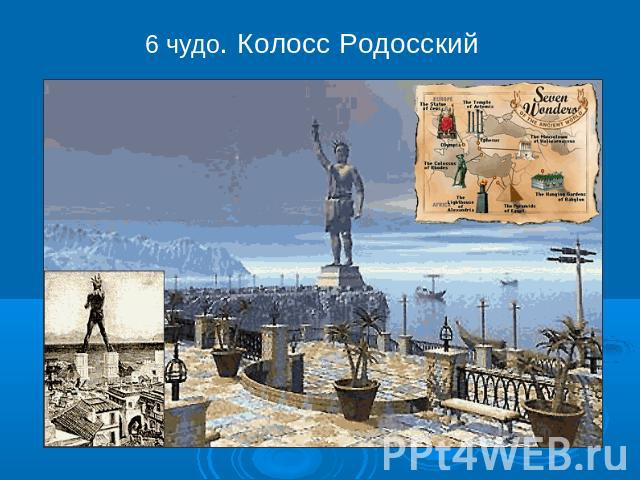 6 чудо. Колосс Родосский
Seven
Wonders
OF THE ANCIENT WORLD
EUROPE
The Statue
of Zeus
The Temple
of Artemis
Olympia
Ephesus
The Mausoleum
at Halicarnassus
The Colossus
of Rhodes
The Hanging Gardens
of Babylon
AFRICA
The
Lighthouse
of
Alexandria
The Pyramids
of Egypt
PPt4WEB.ru